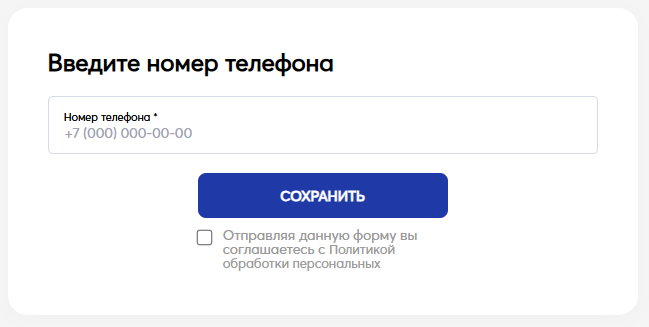 Введите номер телефона
Номер телефона *
+7 (000) 000-00-00
СОХРАНИТЬ
Отправляя данную форму вы
соглашаетесь с Политикой
обработки персональных